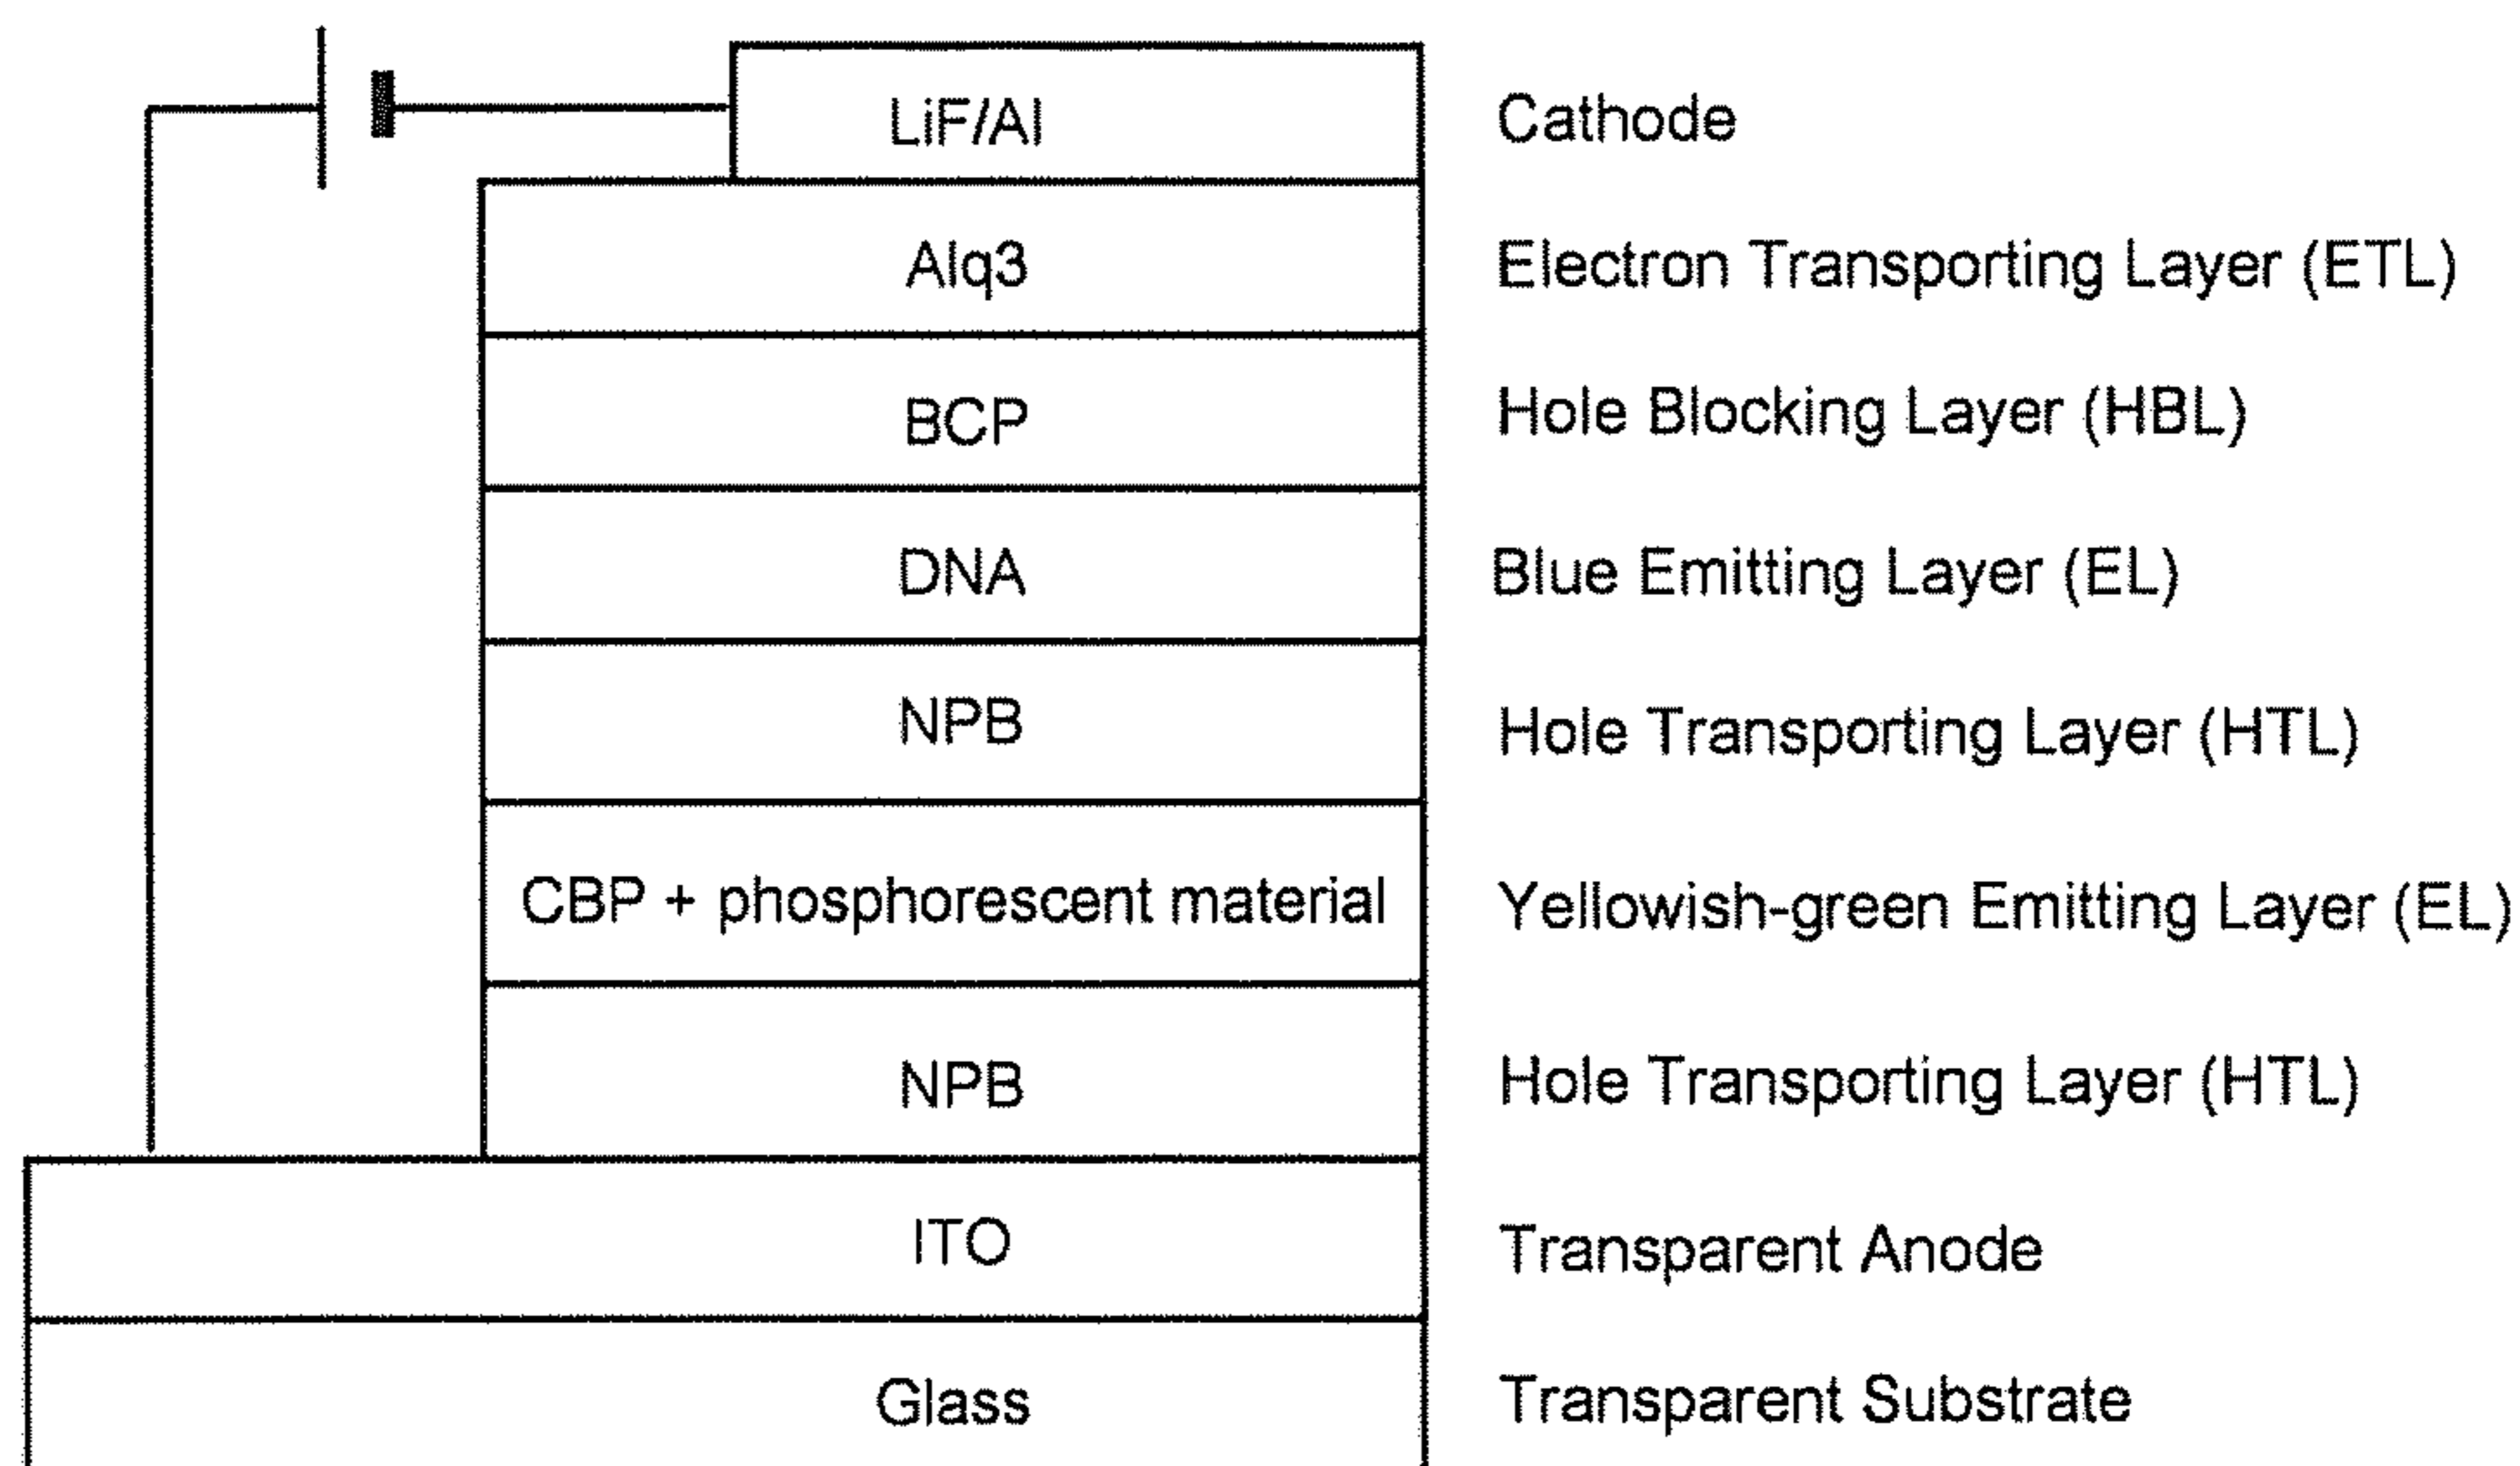 LiF/Al Cathode
Alq3 Electron Transporting Layer (ETL)
BCP Hole Blocking Layer (HBL)
DNA Blue Emitting Layer (EL)
NPB Hole Transporting Layer (HTL)
CBP + phosphorescent material Yellowish-green Emitting Layer (EL)
NPB Hole Transporting Layer (HTL)
ITO Transparent Anode
Glass Transparent Substrate